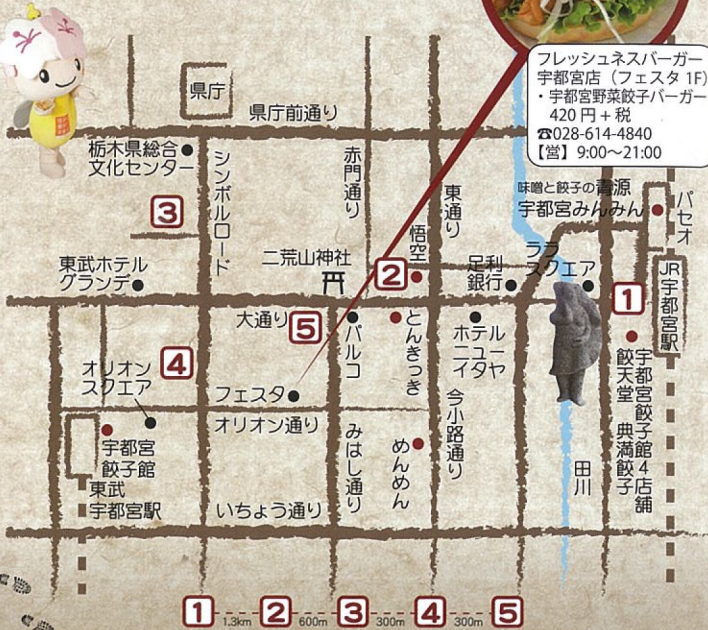 フレッシュネスバーガー
宇都宮店（フェスタ 1F）
・宇都宮野菜餃子バーガー
420 円＋税
☎028-614-4840
【営】9:00～21:00
県庁
県庁前通り
栃木県総合
文化センター
シンボルロード
赤門通り
東通り
味噌と餃子の青源
宇都宮みんみん
パセオ
3
東武ホテル
グランデ
二荒山神社
悟空
2
足利
銀行
ララ
スクエア
1
JR宇都宮駅
大通り
5
パルコ
とんきっき
ホテル
ニュー
イタヤ
4
オリオン
スクエア
フェスタ
オリオン通り
今小路通り
宇都宮餃子館4店舗
餃天堂 典満餃子
宇都宮
餃子館
東武
宇都宮駅
みはし通り
めんめん
田川
いちょう通り
1 1.3km 2 600m 3 300m 4 300m 5